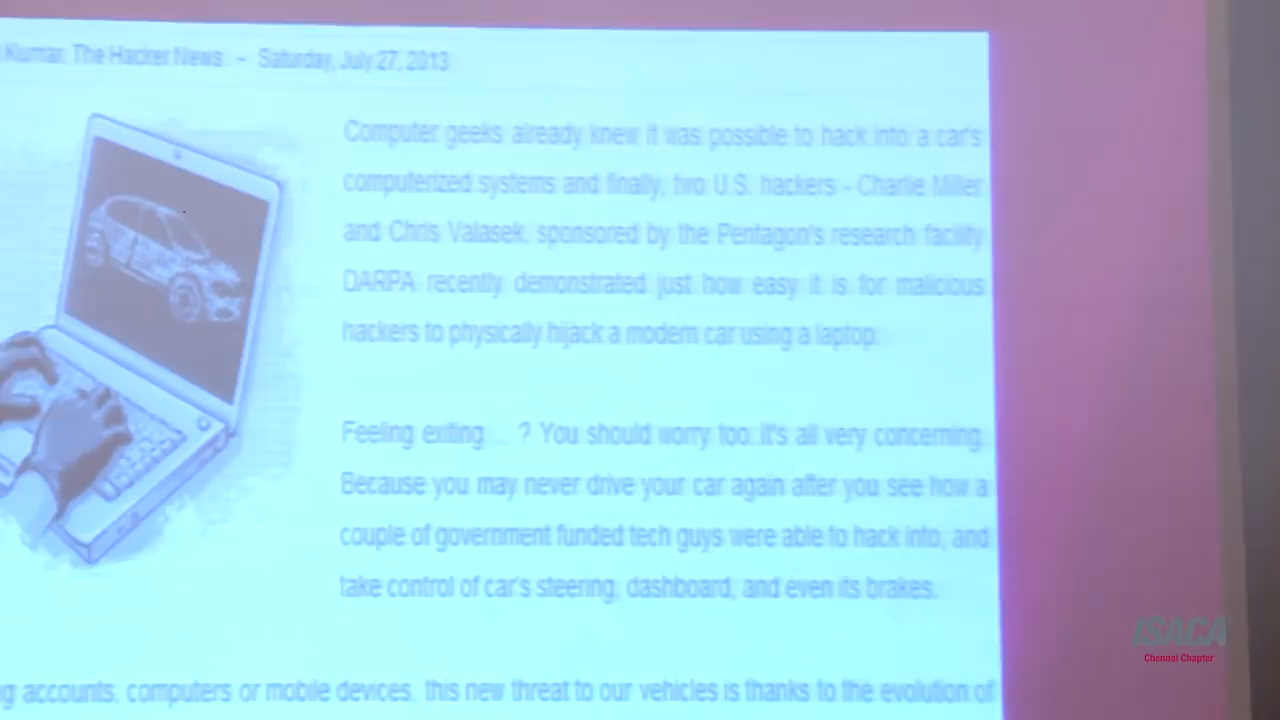 Kumar, The Hacker News - Saturday, July 27, 2013
Computer geeks already knew it was possible to hack into a car's
computerized systems and finally, two U.S. hackers - Charlie Miller
and Chris Valasek, sponsored by the Pentagon's research facility
DARPA recently demonstrated just how easy it is for malicious
hackers to physically hijack a modern car using a laptop.
Feeling exiting ... ? You should worry too..It's all very concerning.
Because you may never drive your car again after you see how a
couple of government funded tech guys were able to hack into, and
take control of car's steering, dashboard, and even its brakes.
accounts, computers or mobile devices, this new threat to our vehicles is thanks to the evolution of
ISACA
Chennai Chapter